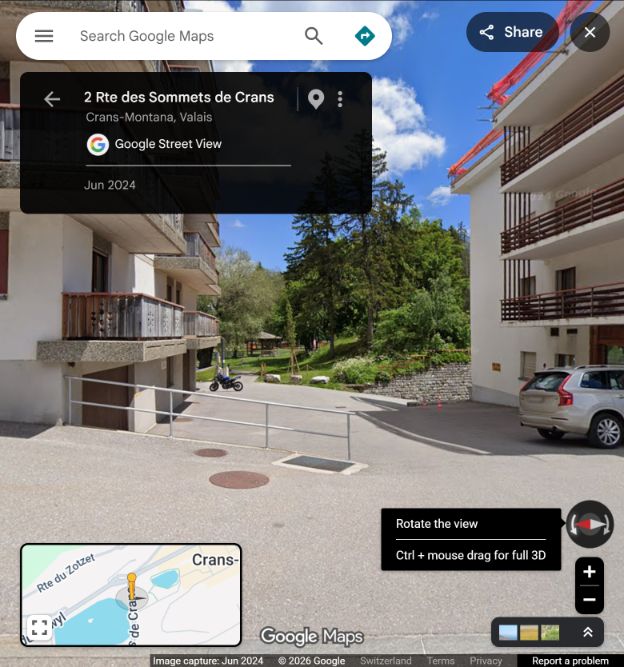 Search Google Maps
Share
2 Rte des Sommets de Crans
Crans-Montana, Valais
Google Street View
Jun 2024
Rotate the view
Ctrl + mouse drag for full 3D
Rte du Zotzet
Crans-
s de Crans
Google Maps
Image capture: Jun 2024 © 2026 Google Switzerland Terms Privacy Report a problem